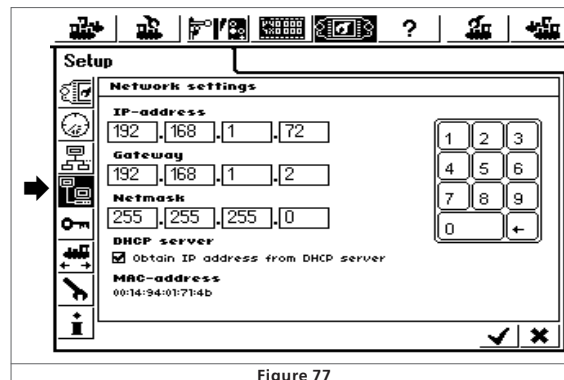 ?
Setup
Network settings
IP-address
192 .168 .1 .72
Gateway
192 .168 .1 .2
Netmask
255 .255 .255 .0
DHCP server
Obtain IP address from DHCP server
MAC-address
00:14:94:01:71:4b
1 2 3
4 5 6
7 8 9
0 ←
Figure 77